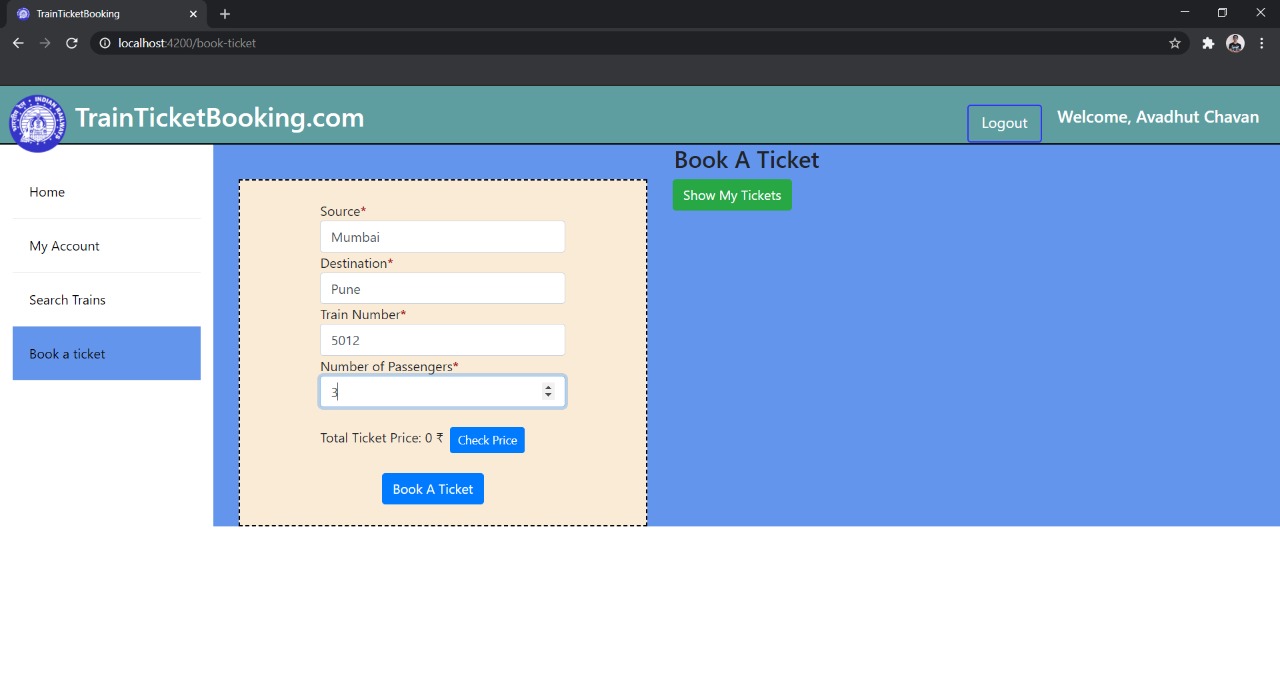 TrainTicketBooking
localhost:4200/book-ticket
INDIAN RAILWAYS
TrainTicketBooking.com
Logout
Welcome, Avadhut Chavan
Home
My Account
Search Trains
Book a ticket
Book A Ticket
Show My Tickets
Source*
Mumbai
Destination*
Pune
Train Number*
5012
Number of Passengers*
3
Total Ticket Price: 0 ₹ Check Price
Book A Ticket